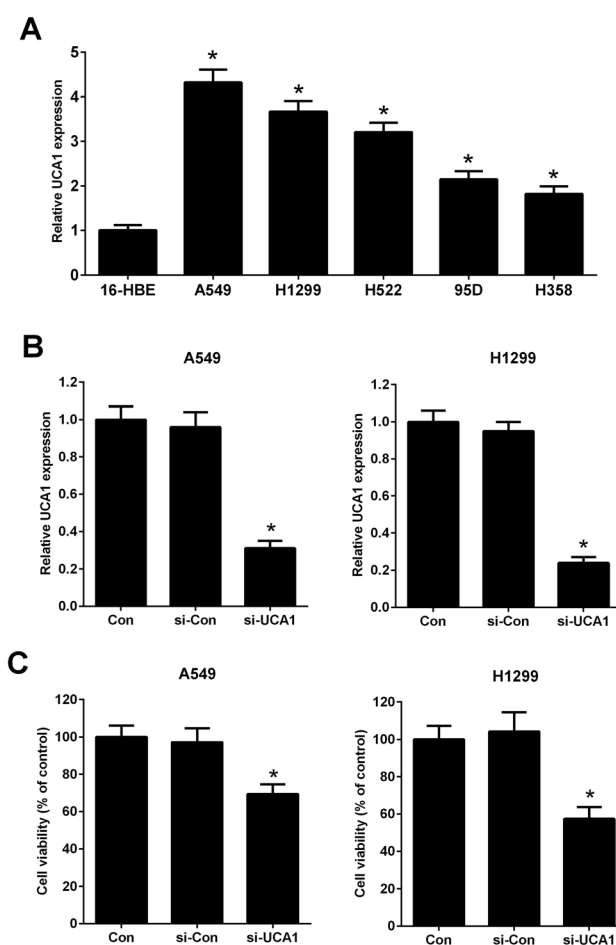 A
Relative UCA1 expression
5
4
3
2
1
0
* * * * *
16-HBE A549 H1299 H522 95D H358
B
A549
Relative UCA1 expression
1.2
1.0
0.8
0.6
0.4
0.2
0.0
*
Con si-Con si-UCA1
H1299
Relative UCA1 expression
1.2
1.0
0.8
0.6
0.4
0.2
0.0
*
Con si-Con si-UCA1
C
A549
Cell viability (% of control)
120
100
80
60
40
20
0
*
Con si-Con si-UCA1
H1299
Cell viability (% of control)
120
100
80
60
40
20
0
*
Con si-Con si-UCA1